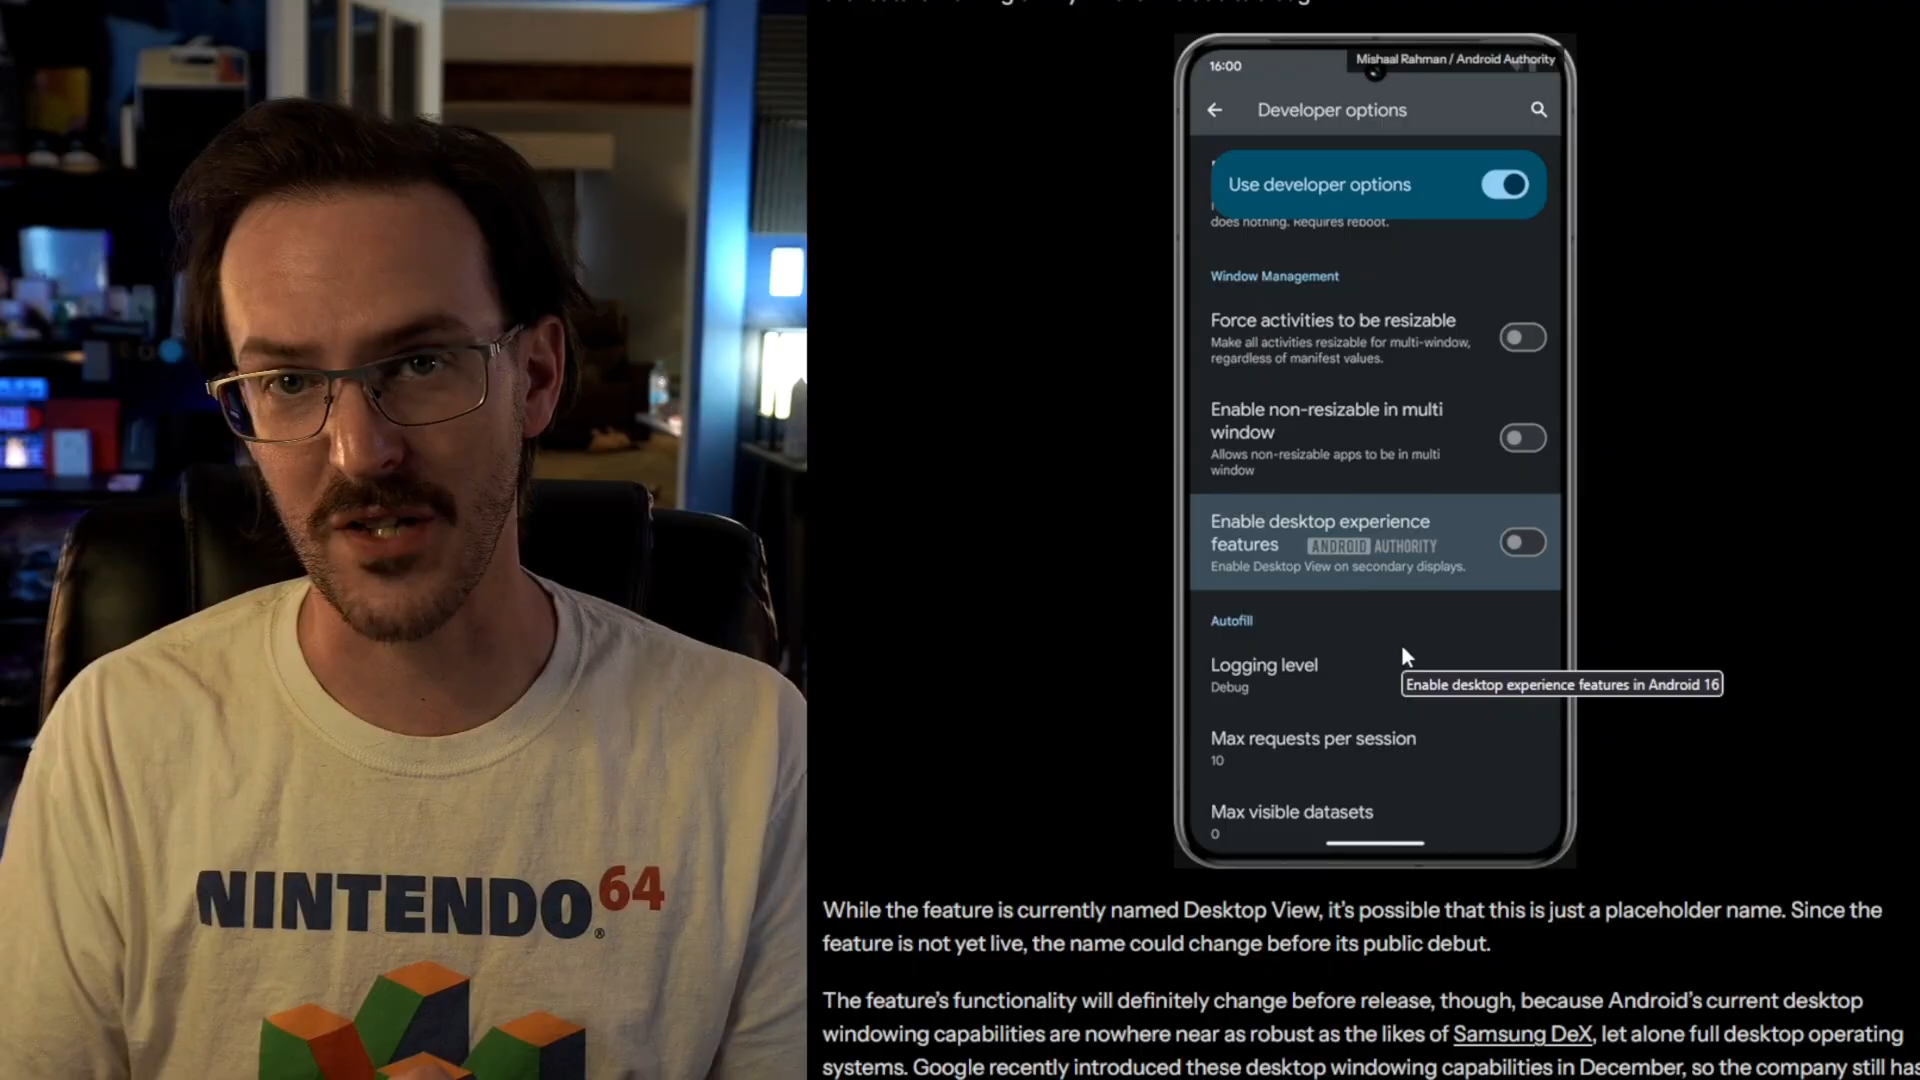 16:00
Mishaal Rahman / Android Authority
Developer options
Use developer options
does nothing. Requires reboot.
Window Management
Force activities to be resizable
Make all activities resizable for multi-window,
regardless of manifest values.
Enable non-resizable in multi
window
Allows non-resizable apps to be in multi
window
Enable desktop experience
features
ANDROID AUTHORITY
Enable Desktop View on secondary displays.
Autofill
Logging level
Debug
Enable desktop experience features in Android 16
Max requests per session
10
Max visible datasets
0
NINTENDO®64
While the feature is currently named Desktop View, it's possible that this is just a placeholder name. Since the
feature is not yet live, the name could change before its public debut.
The feature's functionality will definitely change before release, though, because Android's current desktop
windowing capabilities are nowhere near as robust as the likes of Samsung DeX, let alone full desktop operating
systems. Google recently introduced these desktop windowing capabilities in December, so the company still has